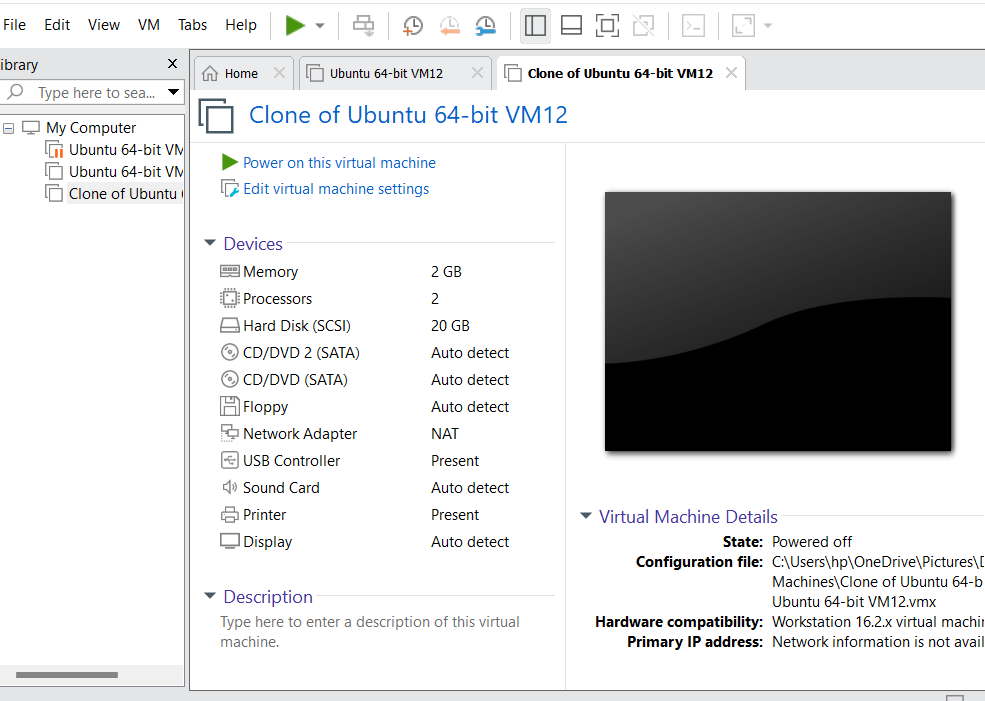 File Edit View VM Tabs Help
ibrary
Type here to sea...
My Computer
Ubuntu 64-bit VM
Ubuntu 64-bit VM
Clone of Ubuntu
Home
Ubuntu 64-bit VM12
Clone of Ubuntu 64-bit VM12
Clone of Ubuntu 64-bit VM12
Power on this virtual machine
Edit virtual machine settings
Devices
Memory 2 GB
Processors 2
Hard Disk (SCSI) 20 GB
CD/DVD 2 (SATA) Auto detect
CD/DVD (SATA) Auto detect
Floppy Auto detect
Network Adapter NAT
USB Controller Present
Sound Card Auto detect
Printer Present
Display Auto detect
Description
Type here to enter a description of this virtual
machine.
Virtual Machine Details
State: Powered off
Configuration file: C:\Users\hp\OneDrive\Pictures\D
Machines\Clone of Ubuntu 64-b
Ubuntu 64-bit VM12.vmx
Hardware compatibility: Workstation 16.2.x virtual machin
Primary IP address: Network information is not avail